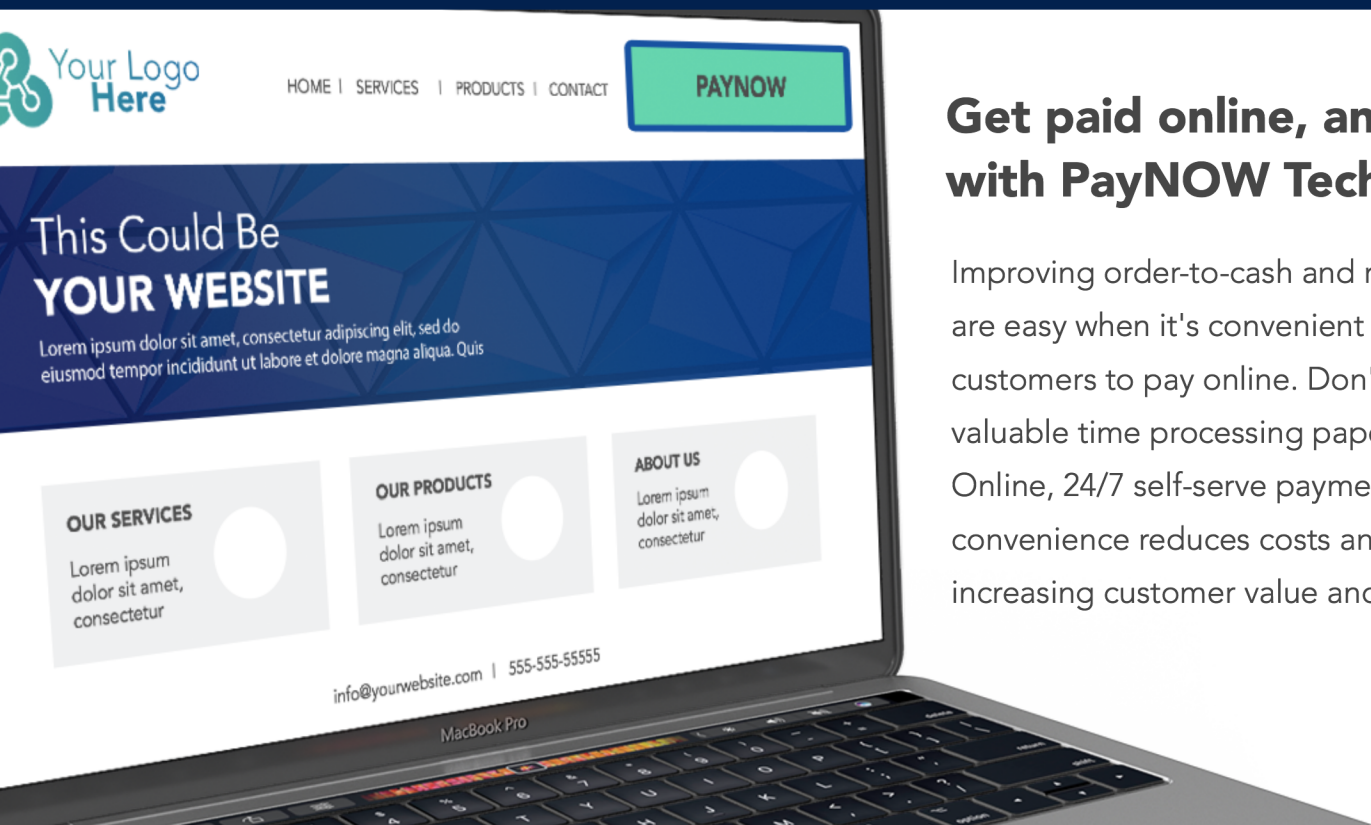 Your Logo
Here
HOME | SERVICES | PRODUCTS | CONTACT
PAYNOW
This Could Be
YOUR WEBSITE
Lorem ipsum dolor sit amet, consectetur adipiscing elit, sed do
eiusmod tempor incididunt ut labore et dolore magna aliqua. Quis
OUR SERVICES
Lorem ipsum
dolor sit amet,
consectetur
OUR PRODUCTS
Lorem ipsum
dolor sit amet,
consectetur
ABOUT US
Lorem ipsum
dolor sit amet,
consectetur
info@yourwebsite.com | 555-555-55555
MacBook Pro
delete
return
shift
option
Get paid online, an
with PayNOW Tech
Improving order-to-cash and
are easy when it's convenient
customers to pay online. Don'
valuable time processing pap
Online, 24/7 self-serve payme
convenience reduces costs an
increasing customer value and